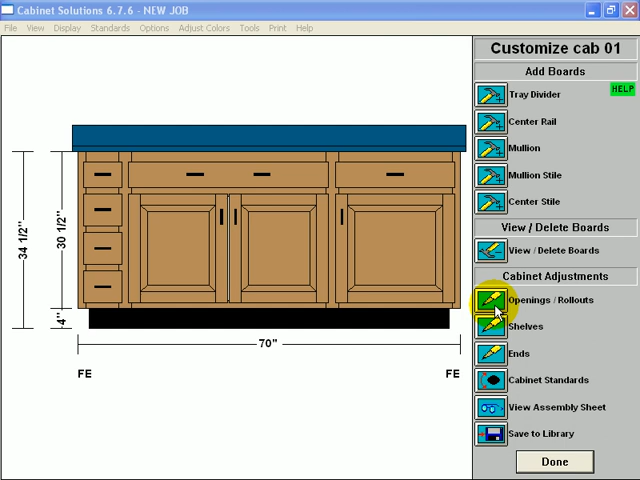 Cabinet Solutions 6.7.6 - NEW JOB
File View Display Standards Options Adjust Colors Tools Print Help
Customize cab 01
Add Boards
HELP
Tray Divider
Center Rail
Mullion
Mullion Stile
Center Stile
View / Delete Boards
View / Delete Boards
Cabinet Adjustments
Openings / Rollouts
Shelves
Ends
Cabinet Standards
View Assembly Sheet
Save to Library
Done
34 1/2"
30 1/2"
4"
70"
FE FE